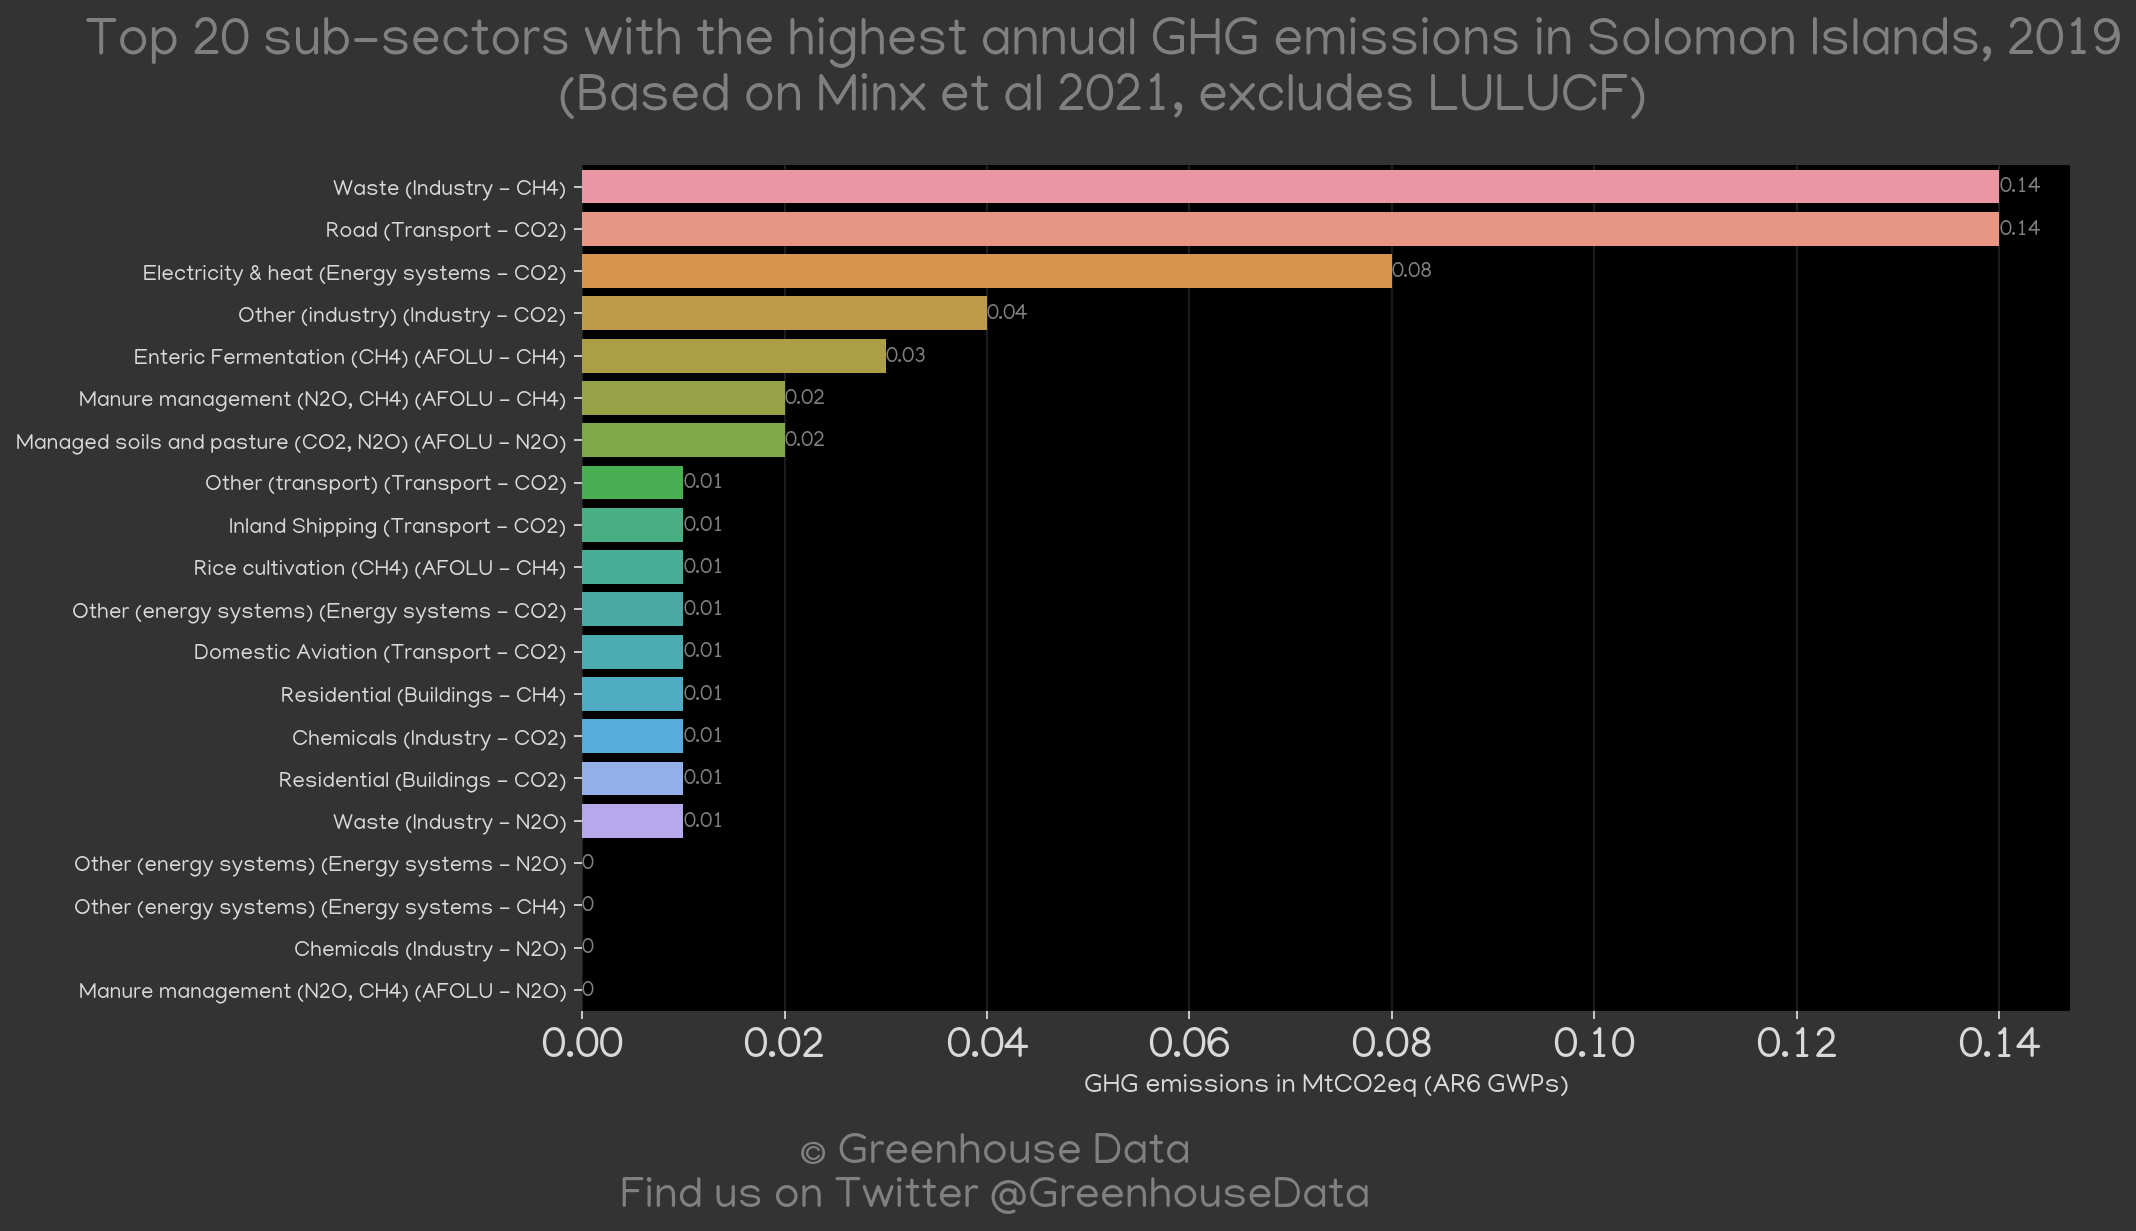 Top 20 sub-sectors with the highest annual GHG emissions in Solomon Islands, 2019
(Based on Minx et al 2021, excludes LULUCF)
Waste (Industry - CH4) 0.14
Road (Transport - CO2) 0.14
Electricity & heat (Energy systems - CO2) 0.08
Other (industry) (Industry - CO2) 0.04
Enteric Fermentation (CH4) (AFOLU - CH4) 0.03
Manure management (N2O, CH4) (AFOLU - CH4) 0.02
Managed soils and pasture (CO2, N2O) (AFOLU - N2O) 0.02
Other (transport) (Transport - CO2) 0.01
Inland Shipping (Transport - CO2) 0.01
Rice cultivation (CH4) (AFOLU - CH4) 0.01
Other (energy systems) (Energy systems - CO2) 0.01
Domestic Aviation (Transport - CO2) 0.01
Residential (Buildings - CH4) 0.01
Chemicals (Industry - CO2) 0.01
Residential (Buildings - CO2) 0.01
Waste (Industry - N2O) 0.01
Other (energy systems) (Energy systems - N2O) 0
Other (energy systems) (Energy systems - CH4) 0
Chemicals (Industry - N2O) 0
Manure management (N2O, CH4) (AFOLU - N2O) 0
0.00 0.02 0.04 0.06 0.08 0.10 0.12 0.14
GHG emissions in MtCO2eq (AR6 GWPs)
© Greenhouse Data
Find us on Twitter @GreenhouseData